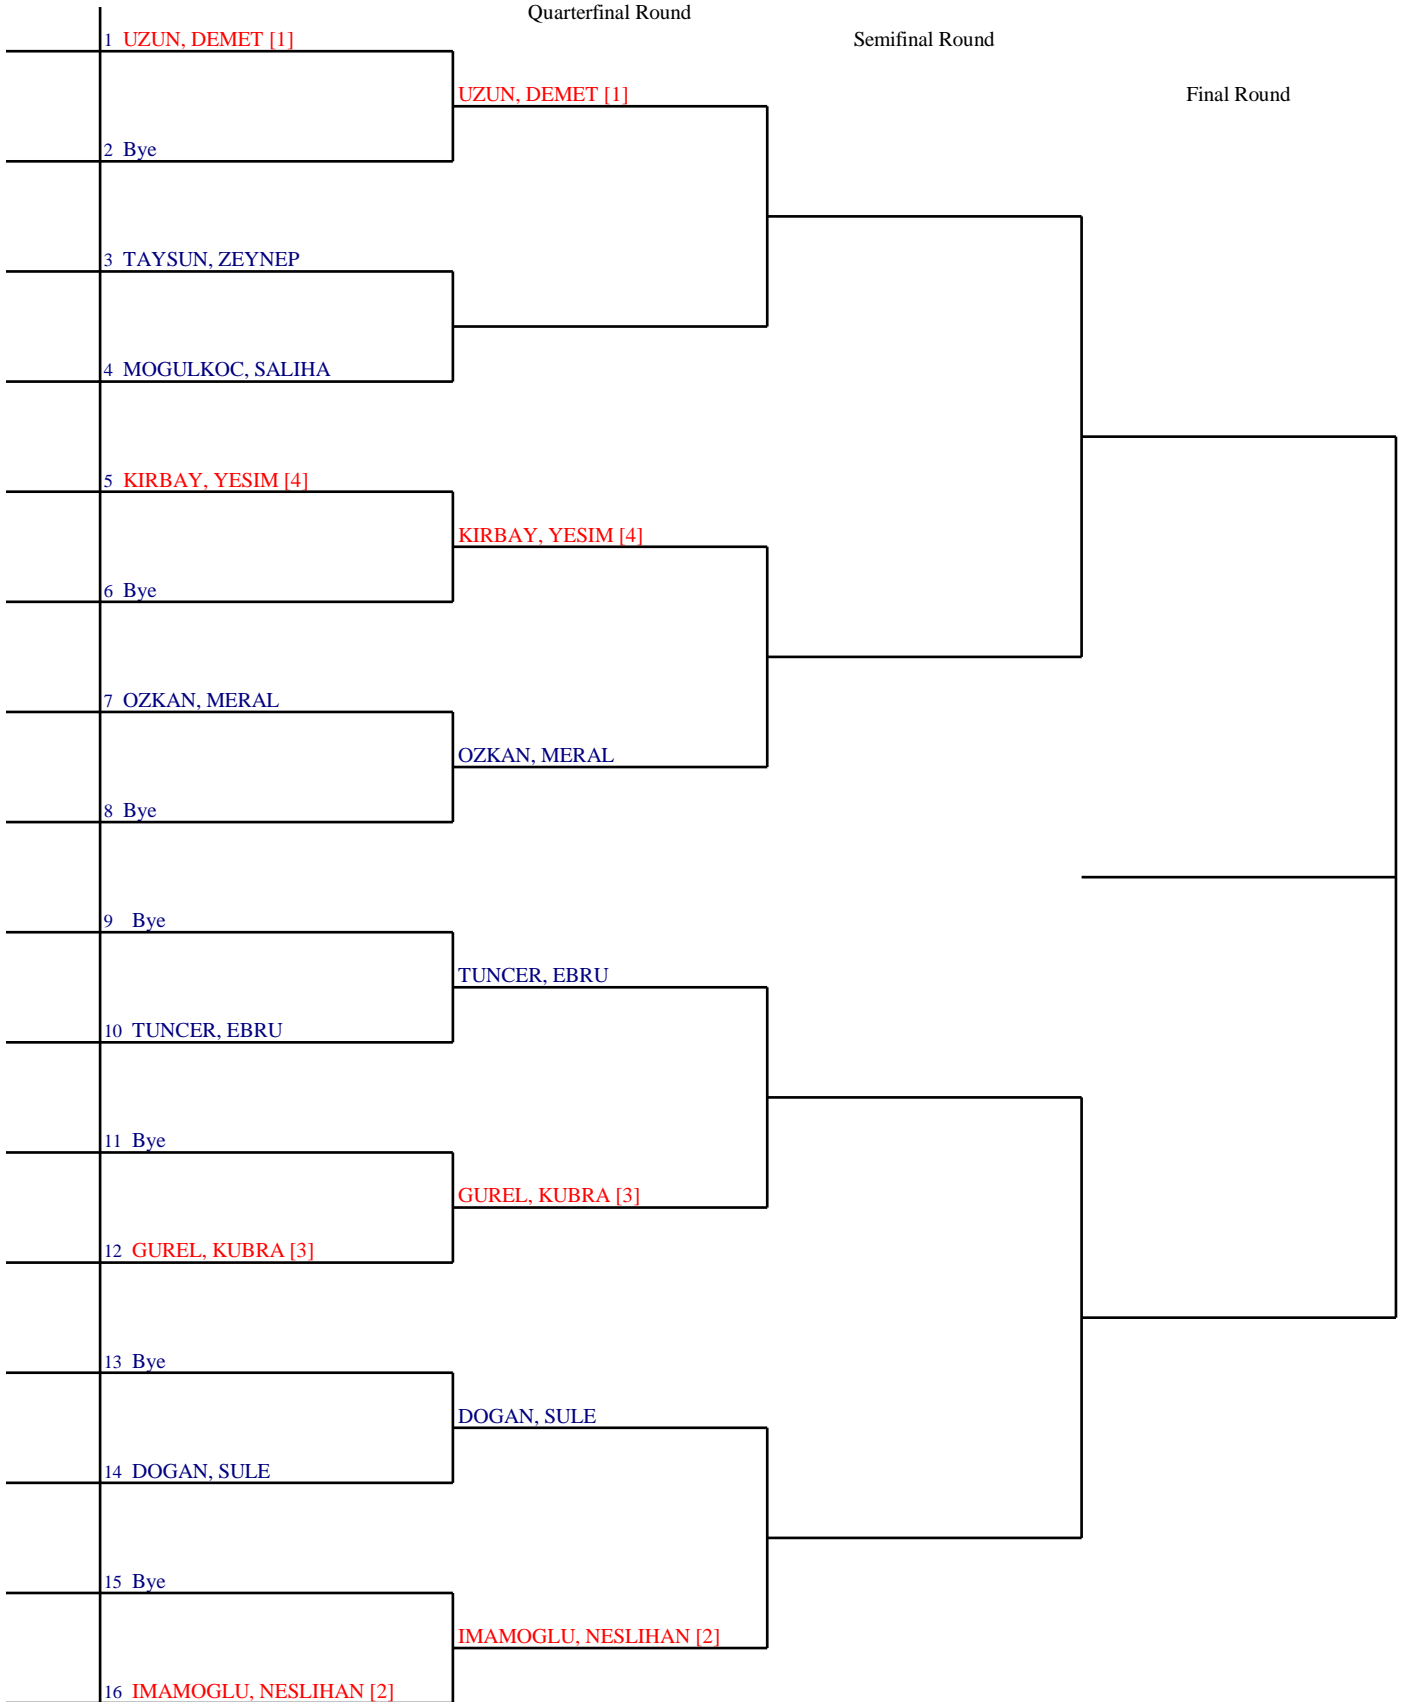 Quarterfinal Round
Semifinal Round
Final Round
1 UZUN, DEMET [1]
UZUN, DEMET [1]
2 Bye
3 TAYSUN, ZEYNEP
4 MOGULKOC, SALIHA
5 KIRBAY, YESIM [4]
KIRBAY, YESIM [4]
6 Bye
7 OZKAN, MERAL
OZKAN, MERAL
8 Bye
9 Bye
TUNCER, EBRU
10 TUNCER, EBRU
11 Bye
GUREL, KUBRA [3]
12 GUREL, KUBRA [3]
13 Bye
DOGAN, SULE
14 DOGAN, SULE
15 Bye
IMAMOGLU, NESLIHAN [2]
16 IMAMOGLU, NESLIHAN [2]